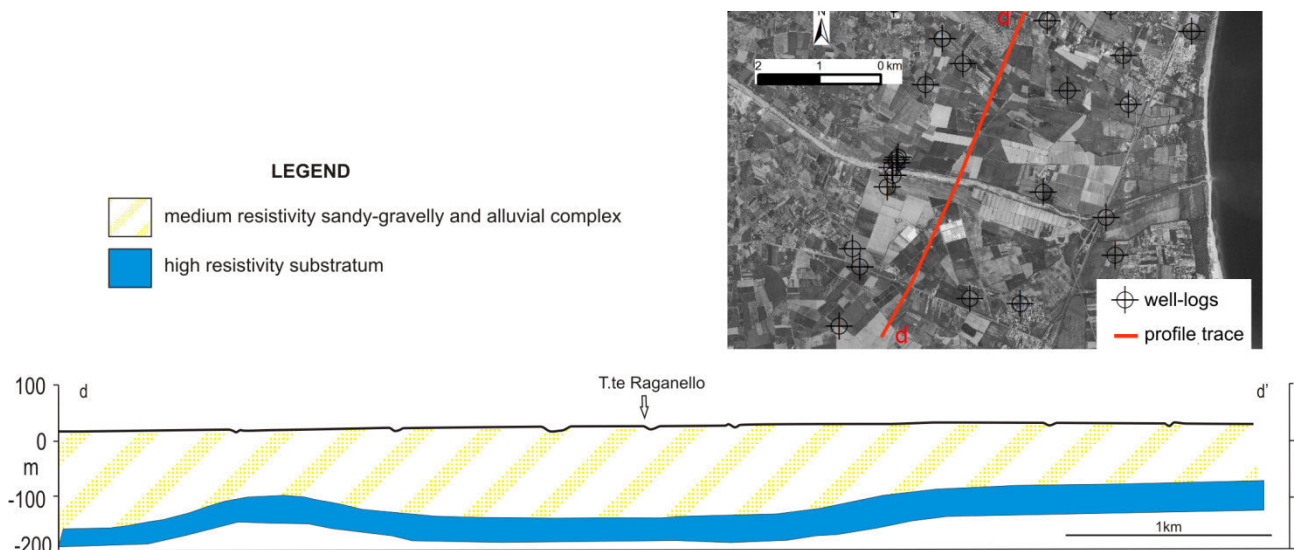 LEGEND
medium resistivity sandy-gravelly and alluvial complex
high resistivity substratum
N
2 1 0 km
d'
d
well-logs
profile trace
T.te Raganello
d
d'
100
0
m
-100
-200
1km